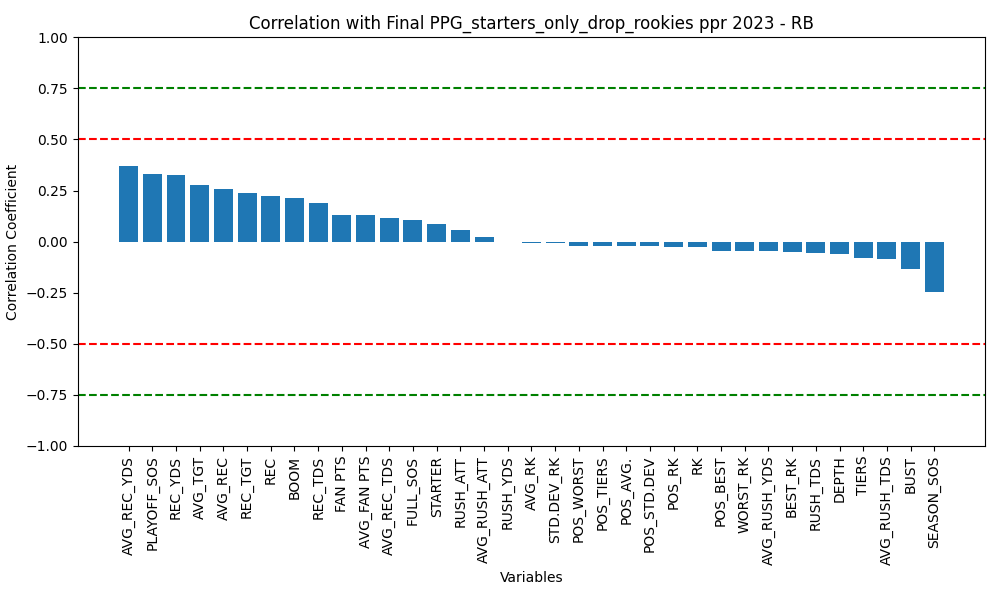 Correlation with Final PPG_starters_only_drop_rookies ppr 2023 - RB
1.00
0.75
0.50
0.25
0.00
−0.25
−0.50
−0.75
−1.00
Correlation Coefficient
AVG_REC_YDS
PLAYOFF_SOS
REC_YDS
AVG_TGT
AVG_REC
REC_TGT
REC
BOOM
REC_TDS
FAN PTS
AVG_FAN PTS
AVG_REC_TDS
FULL_SOS
STARTER
RUSH_ATT
AVG_RUSH_ATT
RUSH_YDS
AVG_RK
STD.DEV_RK
POS_WORST
POS_TIERS
POS_AVG.
POS_STD.DEV
POS_RK
RK
POS_BEST
WORST_RK
AVG_RUSH_YDS
BEST_RK
RUSH_TDS
DEPTH
TIERS
AVG_RUSH_TDS
BUST
SEASON_SOS
Variables